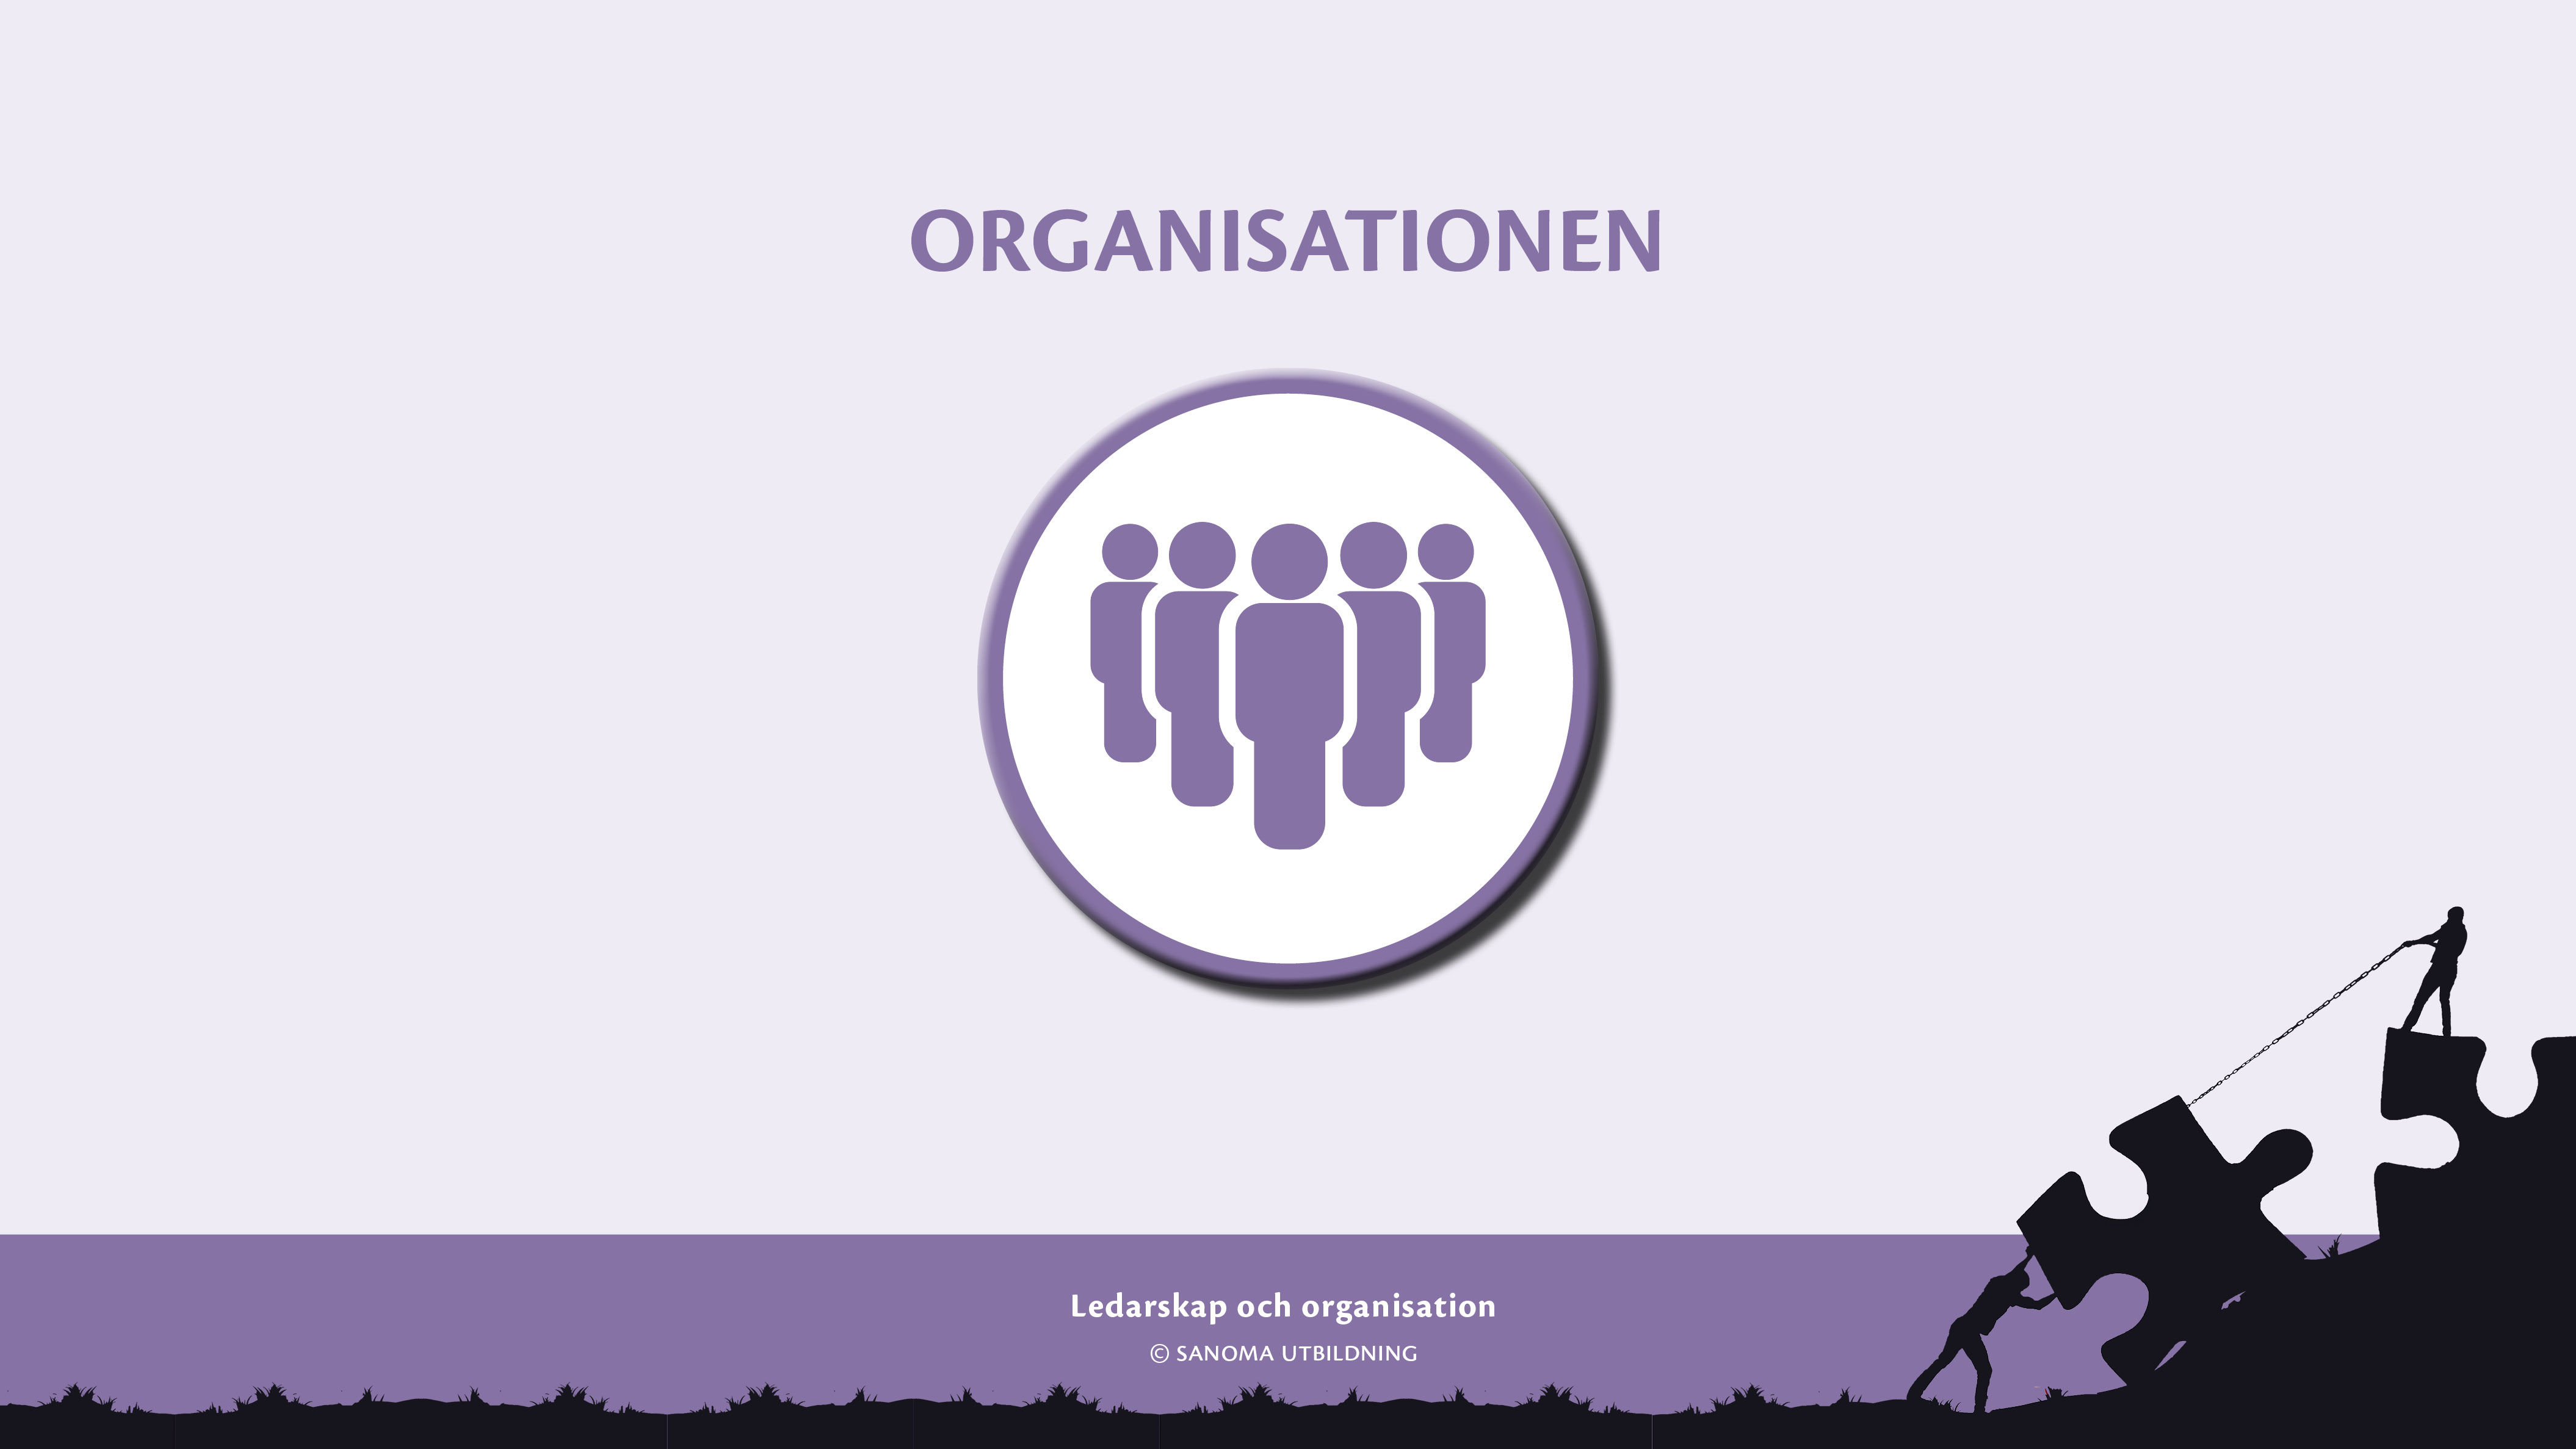 ORGANISATIONEN
Ledarskap och organisation
© SANOMA UTBILDNING